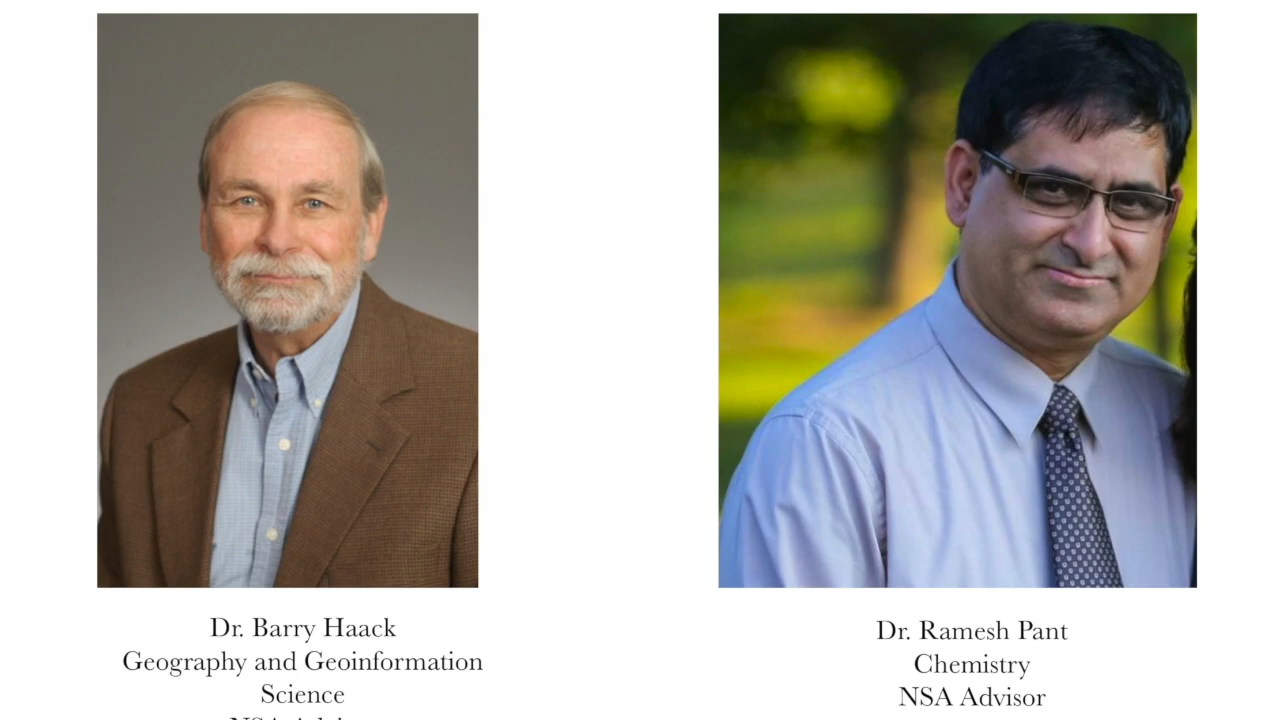 Dr. Barry Haack
Geography and Geoinformation
Science
Dr. Ramesh Pant
Chemistry
NSA Advisor